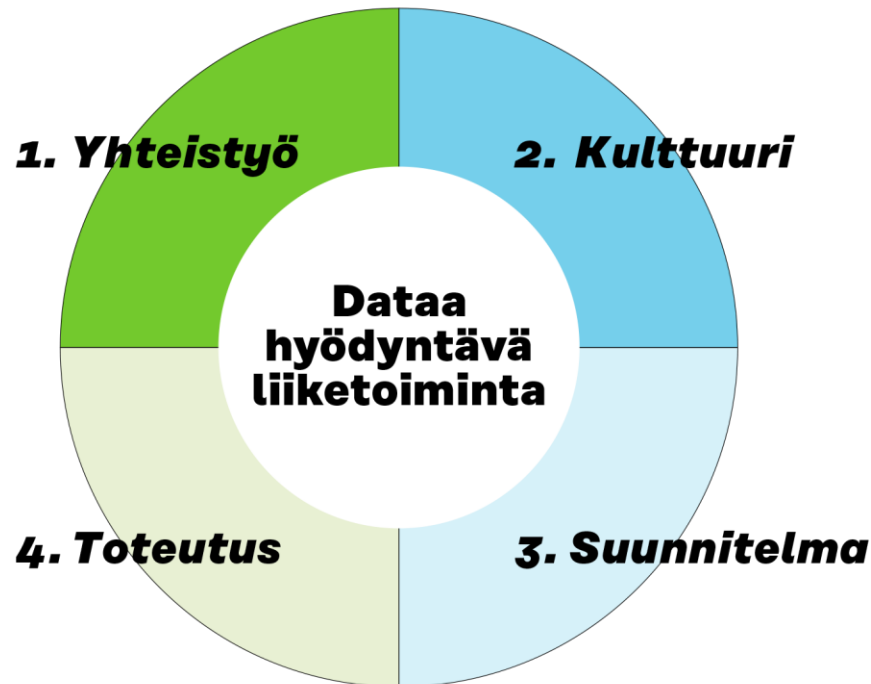 1. Yhteistyö
2. Kulttuuri
Dataa
hyödyntävä
liiketoiminta
4. Toteutus
3. Suunnitelma